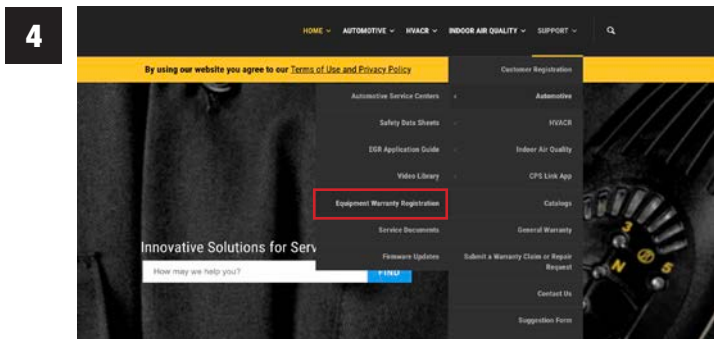 4
HOME AUTOMOTIVE HVACR INDOOR AIR QUALITY SUPPORT
By using our website you agree to our Terms of Use and Privacy Policy
Customer Registration
Automotive Service Centers
Automotive
Safety Data Sheets
HVACR
EGR Application Guide
Indoor Air Quality
Video Library
CPS Link App
Equipment Warranty Registration
Catalogs
Service Documents
General Warranty
Firmware Updates
Submit a Warranty Claim or Repair
Request
Contact Us
Suggestion Form
Innovative Solutions for Serv
How may we help you?
FIND
3
N
5